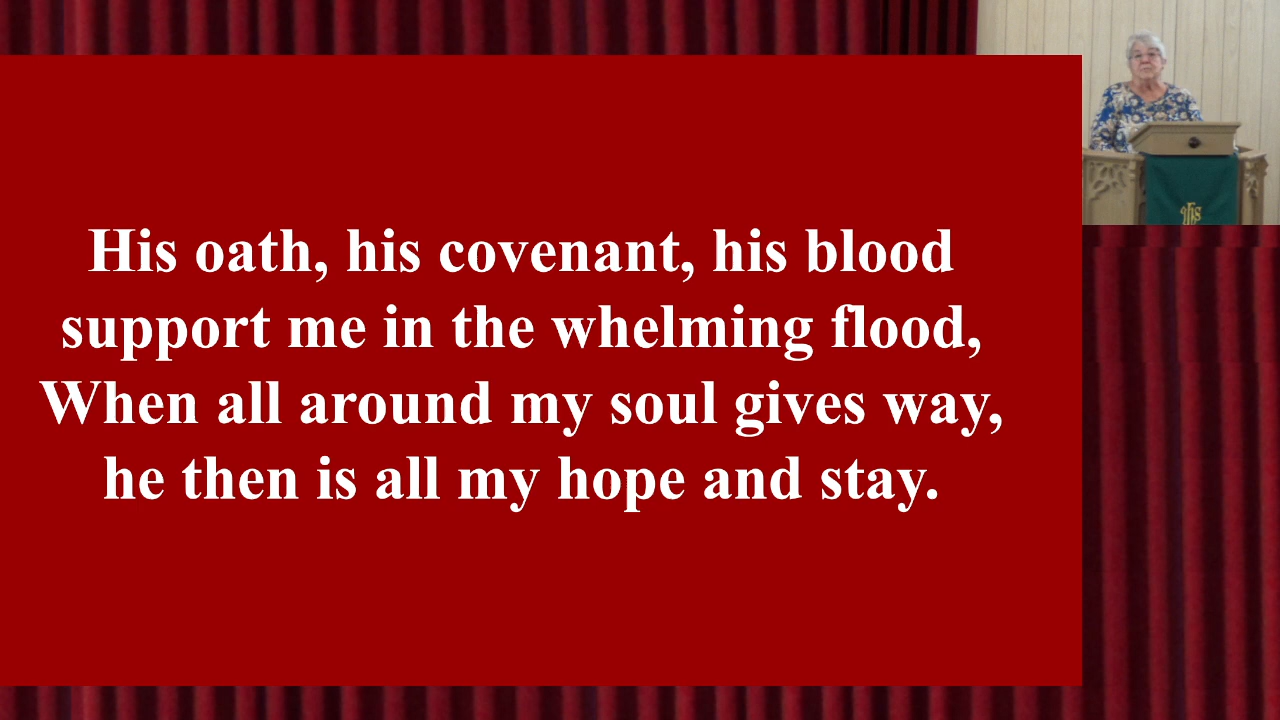 His oath, his covenant, his blood
support me in the whelming flood,
When all around my soul gives way,
he then is all my hope and stay.
IHS